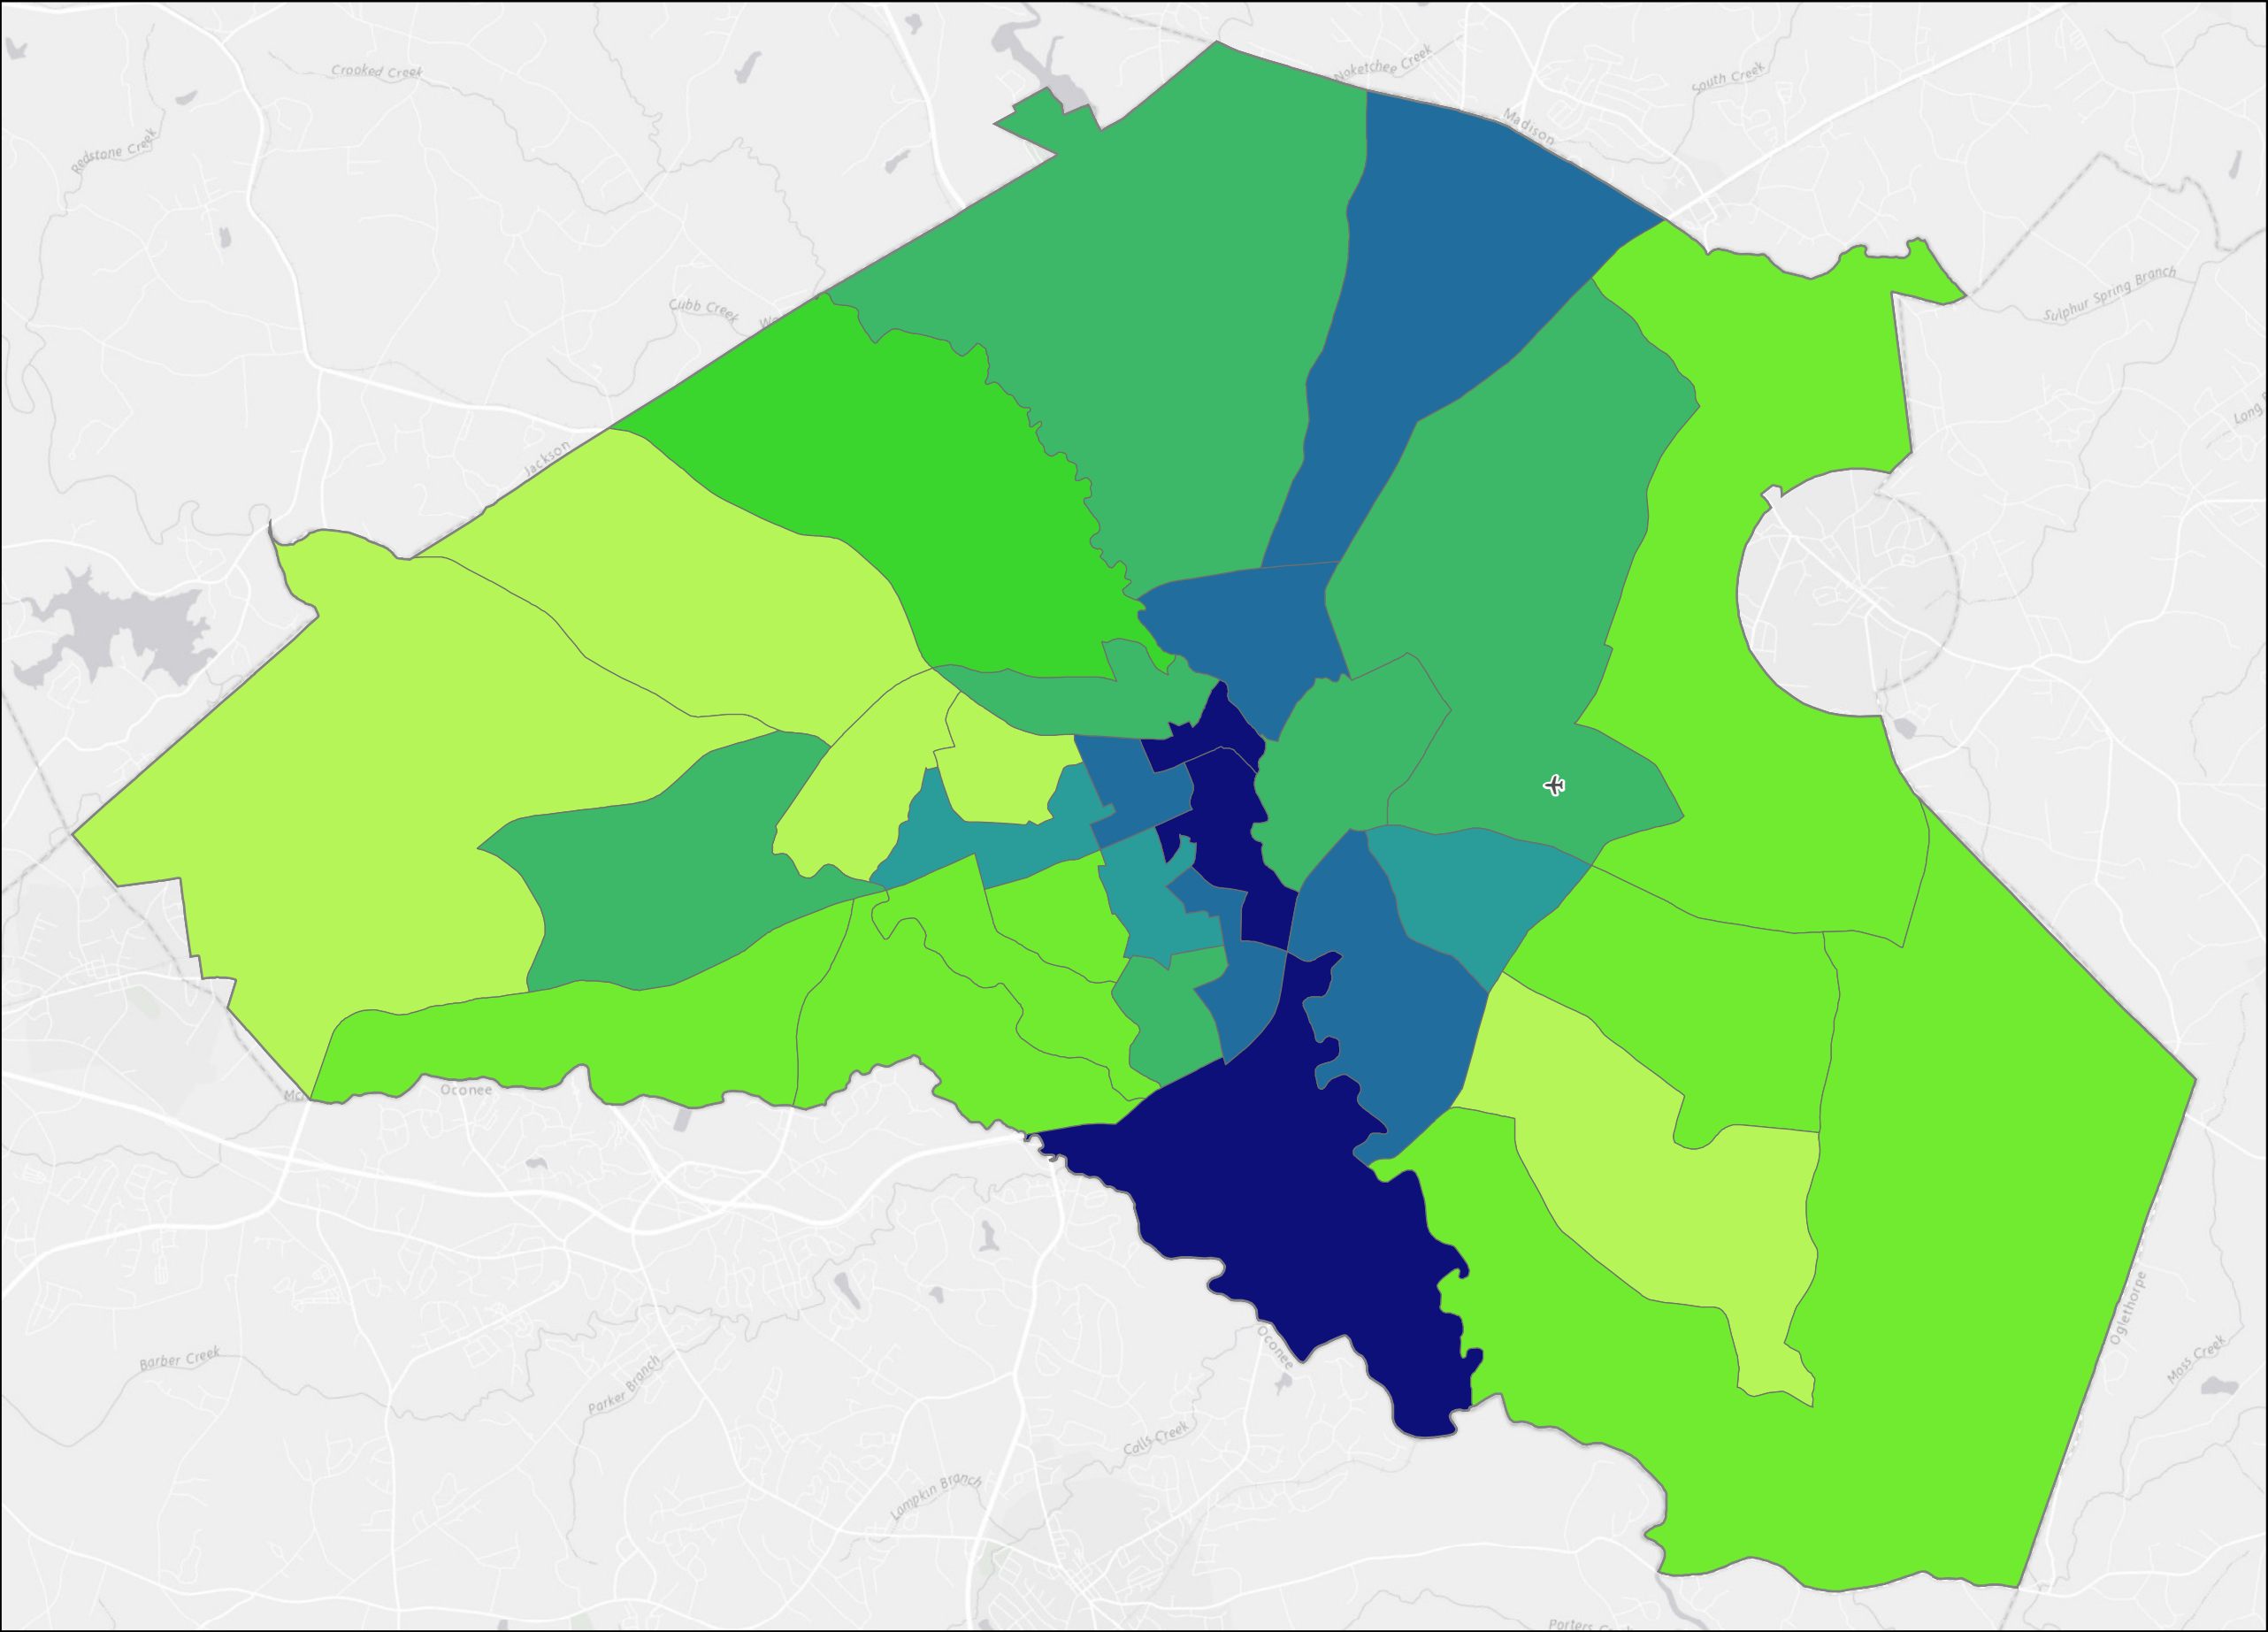 Crooked Creek
Noketchee Creek
South Creek
Madison
Redstone Creek
Sulphur Spring Branch
Cubb Creek
Long
Jackson
Oconee
Oglethorpe
Oconee
Moss Creek
Barber Creek
Parker Branch
Calls Creek
Lampkin Branch